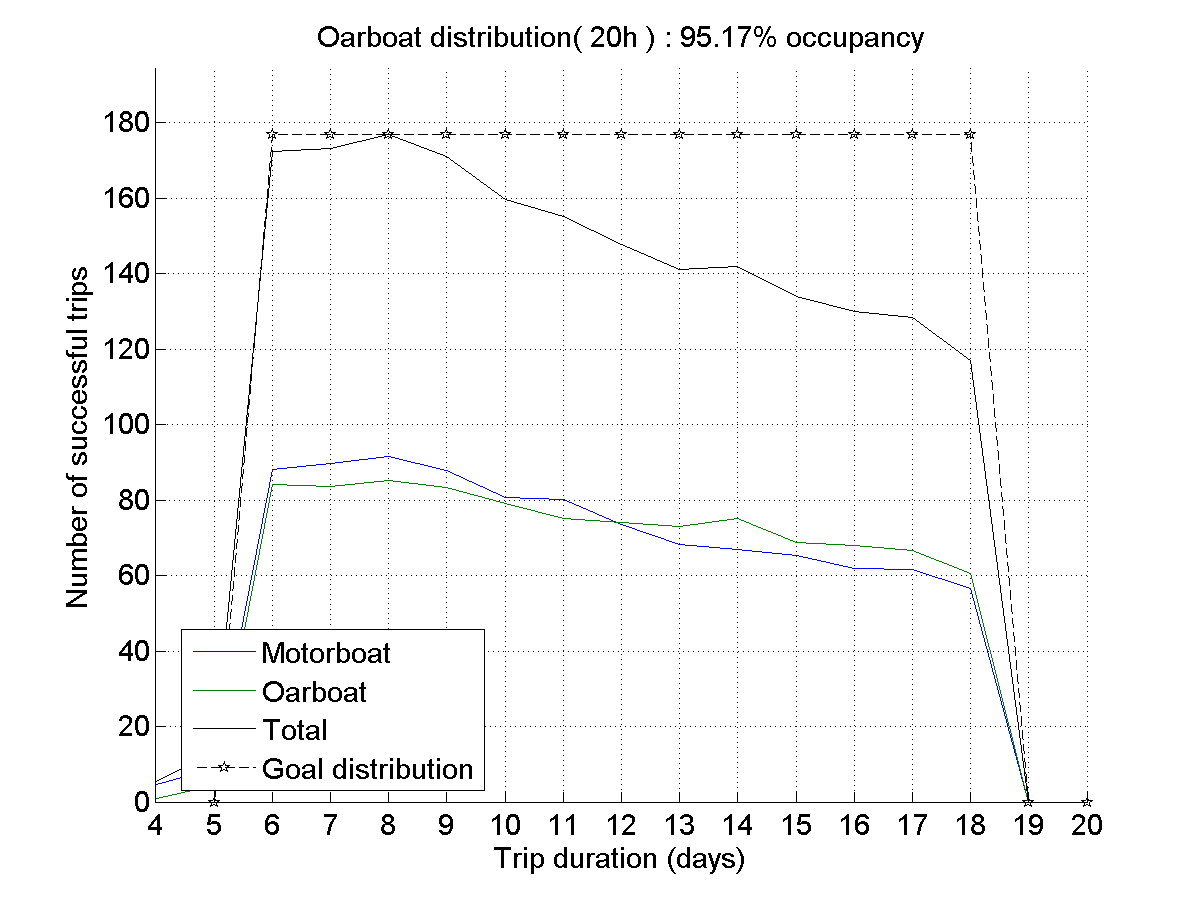 Oarboat distribution( 20h ) : 95.17% occupancy
Number of successful trips
180
160
140
120
100
80
60
40
20
0
Motorboat
Oarboat
Total
Goal distribution
4 5 6 7 8 9 10 11 12 13 14 15 16 17 18 19 20
Trip duration (days)